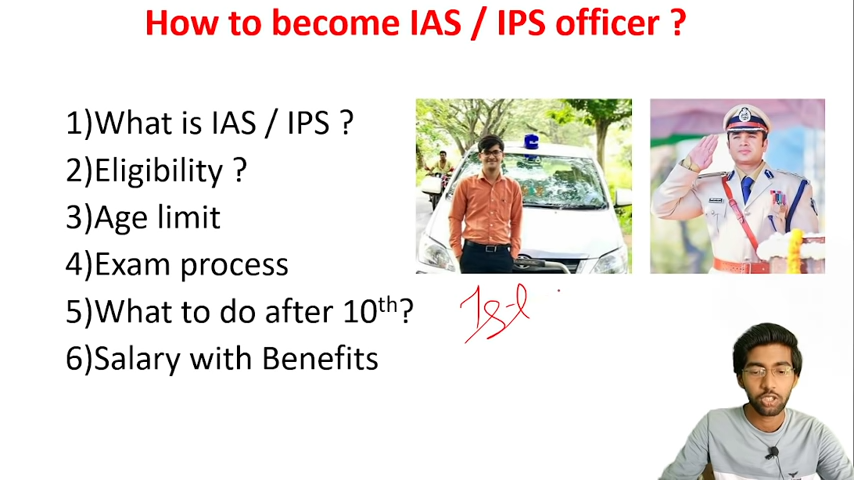 How to become IAS / IPS officer ?
1)What is IAS / IPS ?
2)Eligibility ?
3)Age limit
4)Exam process
5)What to do after 10th?
6)Salary with Benefits